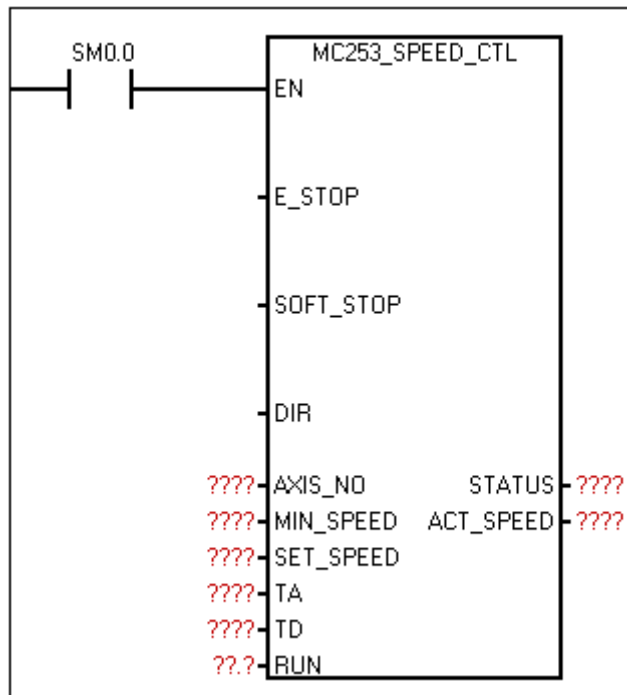 SM0.0 MC253_SPEED_CTL
EN
E_STOP
SOFT_STOP
DIR
???? AXIS_NO STATUS ????
???? MIN_SPEED ACT_SPEED ????
???? SET_SPEED
???? TA
???? TD
??.? RUN